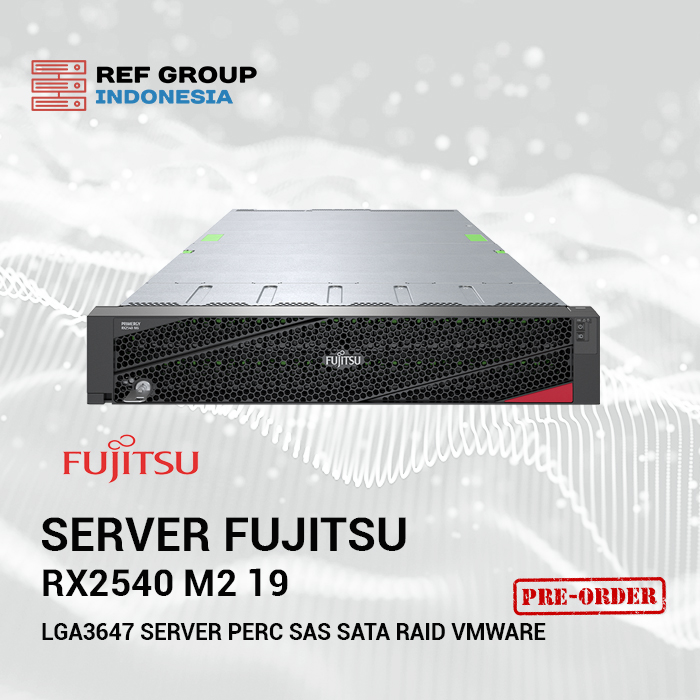 REF GROUP
INDONESIA
PRIMERGY
FUJITSU
FUJITSU
SERVER FUJITSU
RX2540 M2 19
PRE-ORDER
LGA3647 SERVER PERC SAS SATA RAID VMWARE